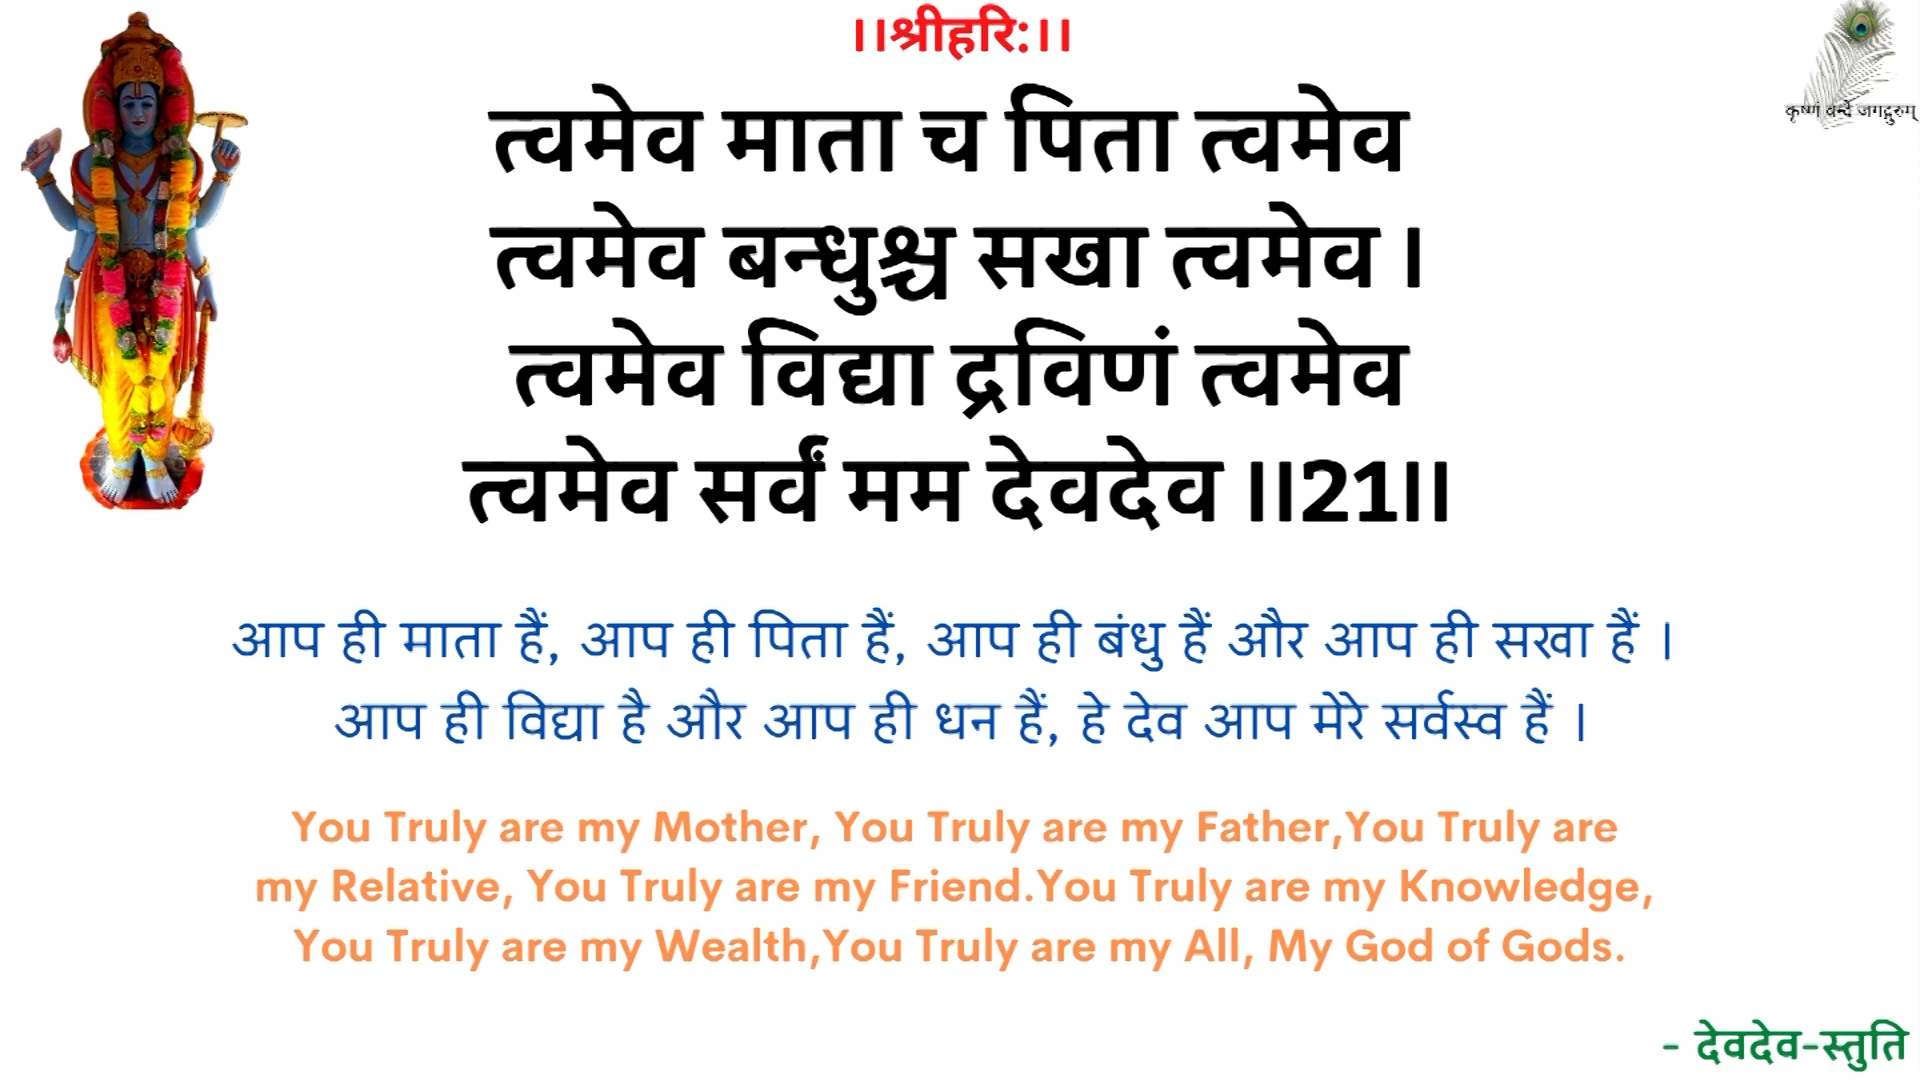 ।।श्रीहरि:।।
कृष्णं वन्दे जगद्गुरुम्
त्वमेव माता च पिता त्वमेव
त्वमेव बन्धुश्च सखा त्वमेव ।
त्वमेव विद्या द्रविणं त्वमेव
त्वमेव सर्वं मम देवदेव ।।21।।
आप ही माता हैं, आप ही पिता हैं, आप ही बंधु हैं और आप ही सखा हैं ।
आप ही विद्या है और आप ही धन हैं, हे देव आप मेरे सर्वस्व हैं ।
You Truly are my Mother, You Truly are my Father,You Truly are
my Relative, You Truly are my Friend.You Truly are my Knowledge,
You Truly are my Wealth,You Truly are my All, My God of Gods.
- देवदेव-स्तुति